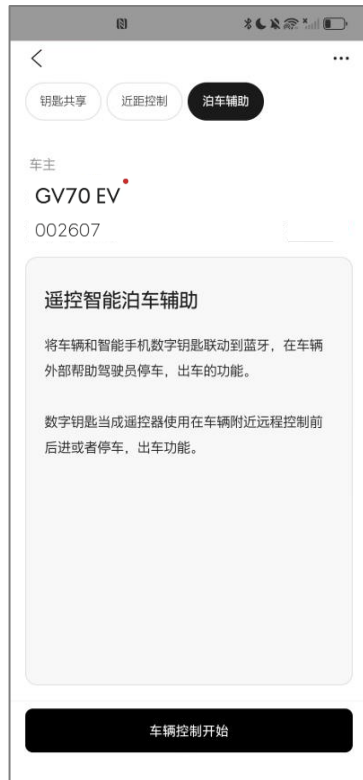 钥匙共享 近距控制 泊车辅助
车主
GV70 EV
002607
遥控智能泊车辅助
将车辆和智能手机数字钥匙联动到蓝牙，在车辆
外部帮助驾驶员停车，出车的功能。
数字钥匙当成遥控器使用在车辆附近远程控制前
后进或者停车，出车功能。
车辆控制开始